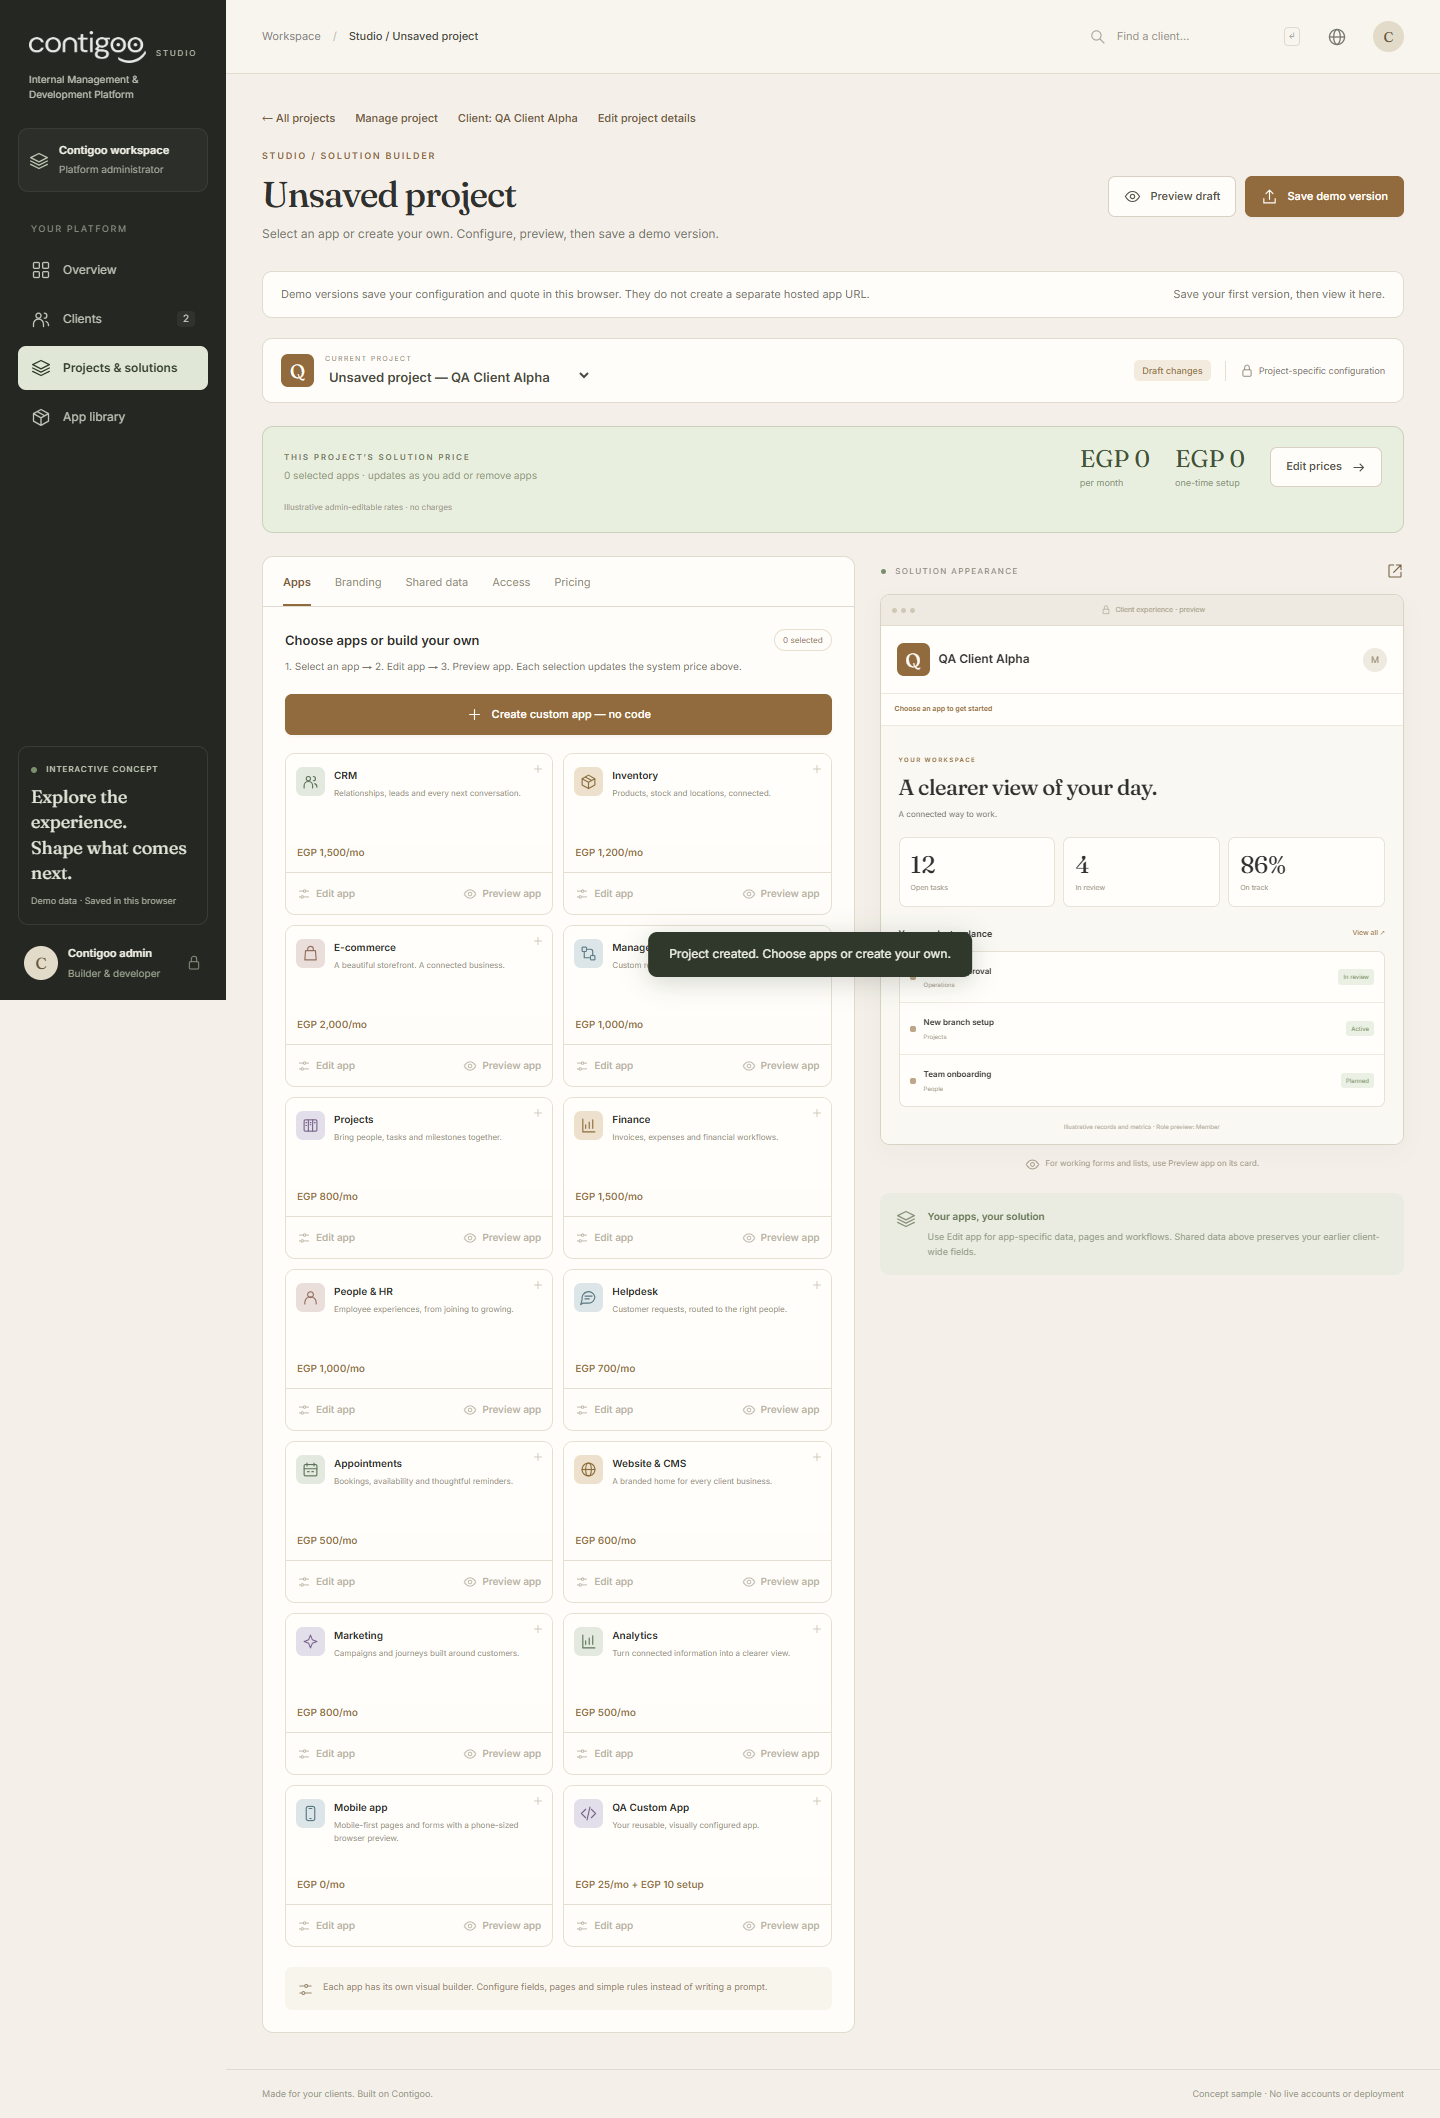 contigoo STUDIO
Internal Management &
Development Platform
Contigoo workspace
Platform administrator
YOUR PLATFORM
Overview
Clients 2
Projects & solutions
App library
INTERACTIVE CONCEPT
Explore the
experience.
Shape what comes
next.
Demo data · Saved in this browser
C
Contigoo admin
Builder & developer
Workspace / Studio / Unsaved project
Find a client...
C
← All projects Manage project Client: QA Client Alpha Edit project details
STUDIO / SOLUTION BUILDER
Unsaved project
Select an app or create your own. Configure, preview, then save a demo version.
Preview draft
Save demo version
Demo versions save your configuration and quote in this browser. They do not create a separate hosted app URL.
Save your first version, then view it here.
Q
CURRENT PROJECT
Unsaved project — QA Client Alpha
Draft changes
Project-specific configuration
THIS PROJECT'S SOLUTION PRICE
0 selected apps · updates as you add or remove apps
Illustrative admin-editable rates · no charges
EGP 0
per month
EGP 0
one-time setup
Edit prices →
Apps Branding Shared data Access Pricing
Choose apps or build your own
0 selected
1. Select an app → 2. Edit app → 3. Preview app. Each selection updates the system price above.
+ Create custom app — no code
CRM
Relationships, leads and every next conversation.
EGP 1,500/mo
Edit app Preview app
Inventory
Products, stock and locations, connected.
EGP 1,200/mo
Edit app Preview app
E-commerce
A beautiful storefront. A connected business.
EGP 2,000/mo
Edit app Preview app
Manage
Custom
EGP 1,000/mo
Edit app Preview app
Project created. Choose apps or create your own.
Projects
Bring people, tasks and milestones together.
EGP 800/mo
Edit app Preview app
Finance
Invoices, expenses and financial workflows.
EGP 1,500/mo
Edit app Preview app
People & HR
Employee experiences, from joining to growing.
EGP 1,000/mo
Edit app Preview app
Helpdesk
Customer requests, routed to the right people.
EGP 700/mo
Edit app Preview app
Appointments
Bookings, availability and thoughtful reminders.
EGP 500/mo
Edit app Preview app
Website & CMS
A branded home for every client business.
EGP 600/mo
Edit app Preview app
Marketing
Campaigns and journeys built around customers.
EGP 800/mo
Edit app Preview app
Analytics
Turn connected information into a clearer view.
EGP 500/mo
Edit app Preview app
Mobile app
Mobile-first pages and forms with a phone-sized
browser preview.
EGP 0/mo
Edit app Preview app
QA Custom App
Your reusable, visually configured app.
EGP 25/mo + EGP 10 setup
Edit app Preview app
Each app has its own visual builder. Configure fields, pages and simple rules instead of writing a prompt.
SOLUTION APPEARANCE
Client experience · preview
Q QA Client Alpha M
Choose an app to get started
YOUR WORKSPACE
A clearer view of your day.
A connected way to work.
12
Open tasks
4
In review
86%
On track
View all ↗
Operations
In review
New branch setup
Projects
Active
Team onboarding
People
Planned
Illustrative records and metrics · Role preview: Member
For working forms and lists, use Preview app on its card.
Your apps, your solution
Use Edit app for app-specific data, pages and workflows. Shared data above preserves your earlier client-
wide fields.
Made for your clients. Built on Contigoo.
Concept sample · No live accounts or deployment